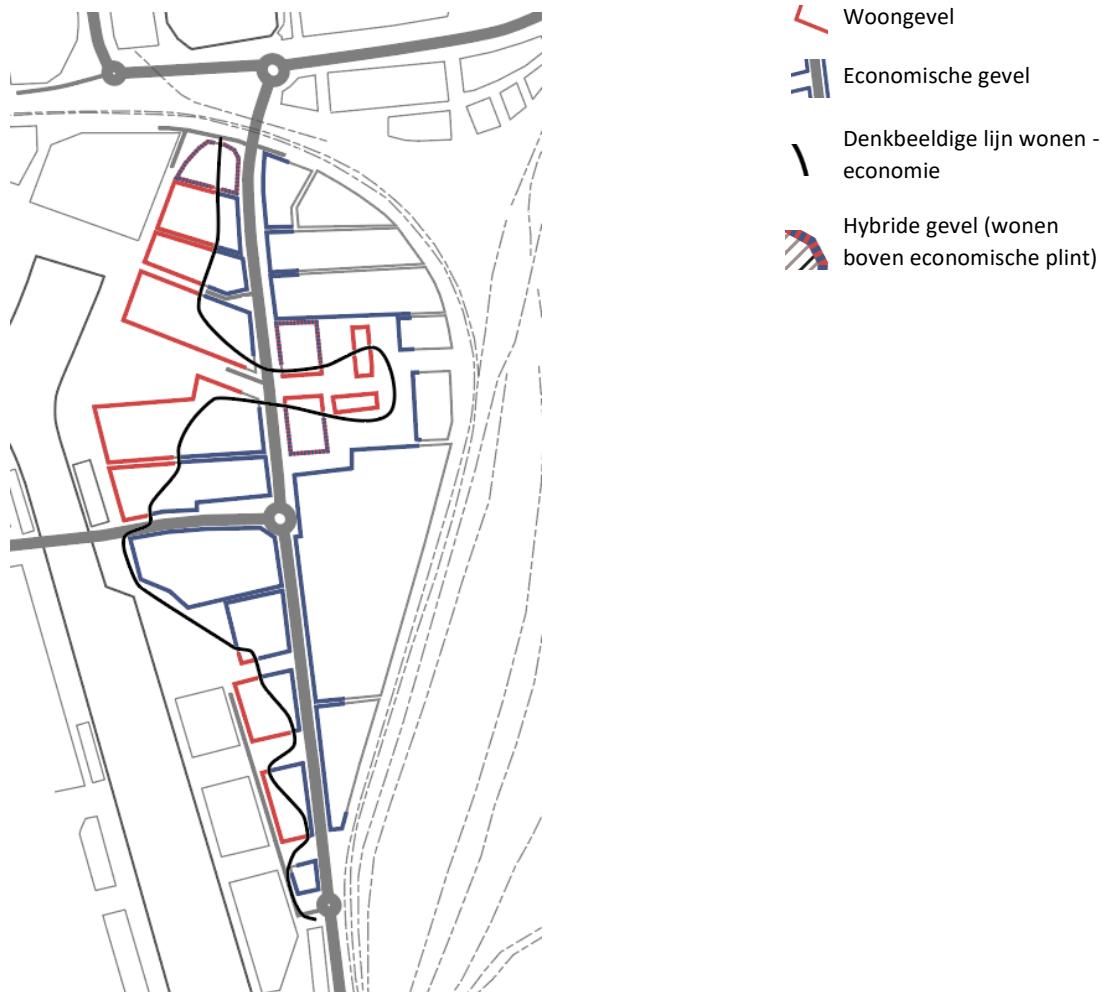 Woongevel
Economische gevel
Denkbeeldige lijn wonen -
economie
Hybride gevel (wonen
boven economische plint)